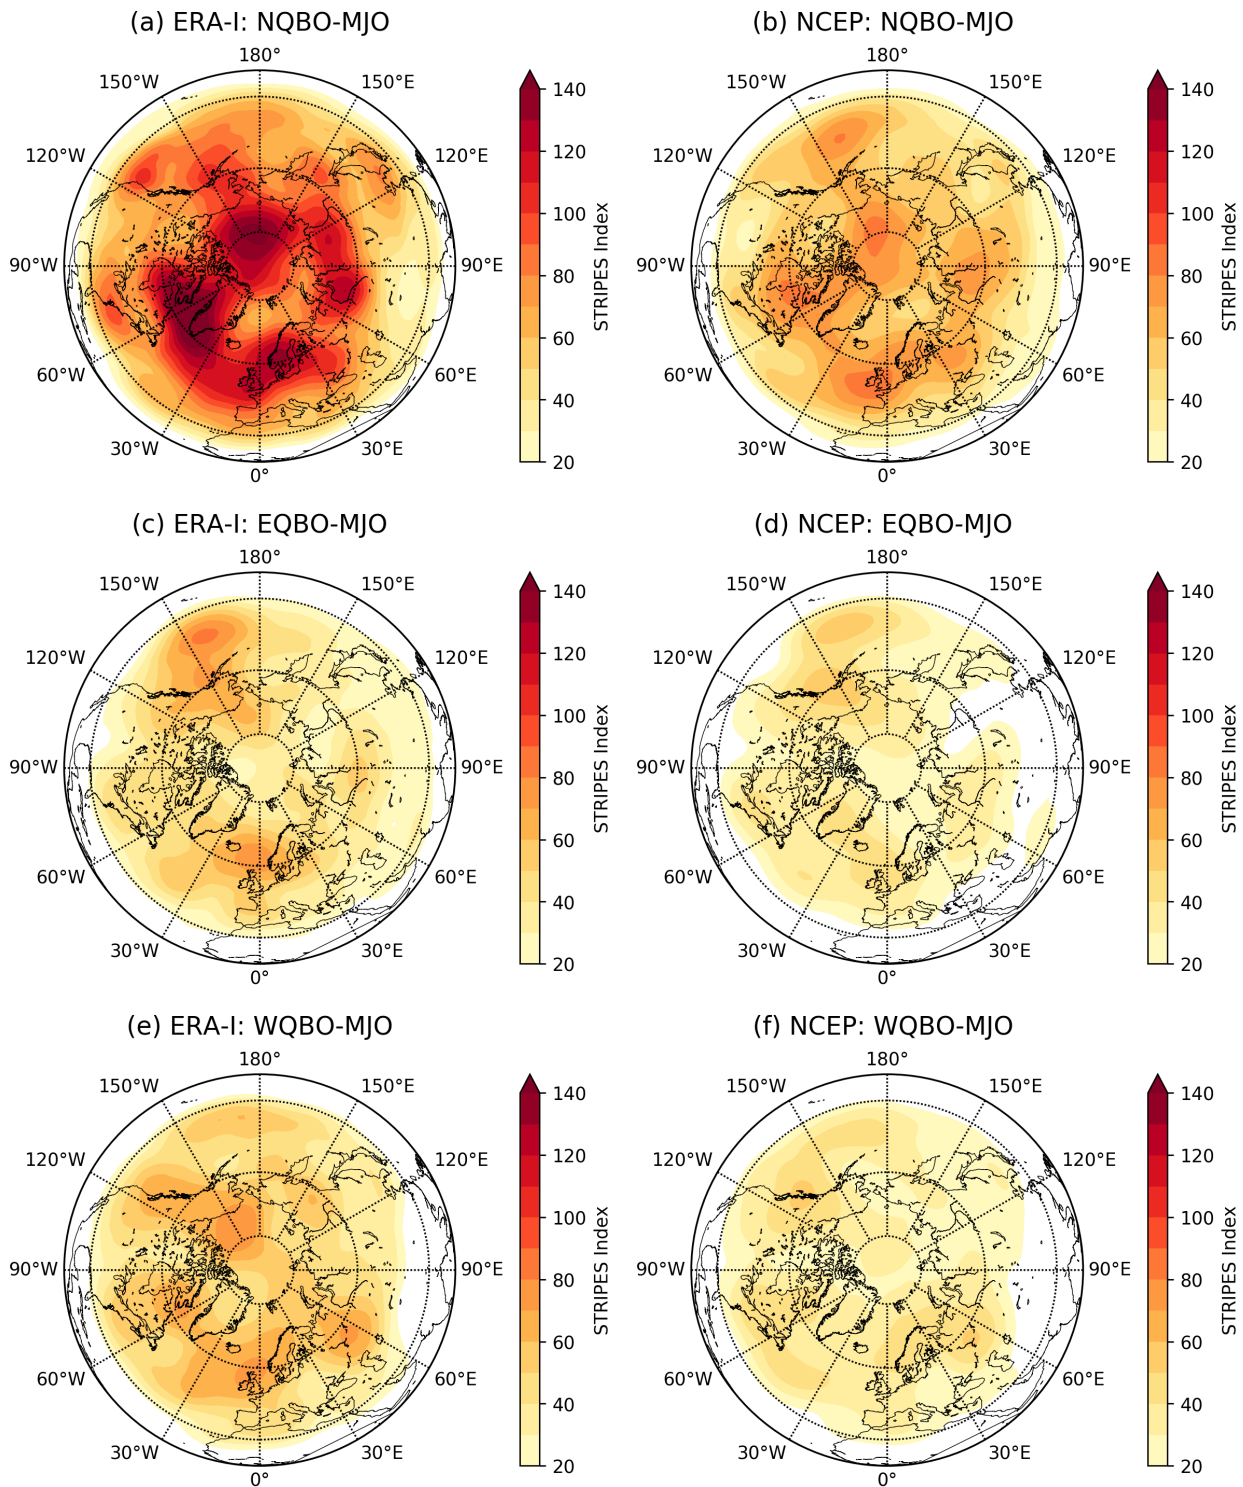 (a) ERA-I: NQBO-MJO
(b) NCEP: NQBO-MJO
180°
150°W
150°E
120°W
120°E
90°W
90°E
60°W
60°E
30°W
30°E
0°
140
120
100
80
60
40
20
STRIPES Index
180°
150°W
150°E
120°W
120°E
90°W
90°E
60°W
60°E
30°W
30°E
0°
140
120
100
80
60
40
20
STRIPES Index
(c) ERA-I: EQBO-MJO
(d) NCEP: EQBO-MJO
180°
150°W
150°E
120°W
120°E
90°W
90°E
60°W
60°E
30°W
30°E
0°
140
120
100
80
60
40
20
STRIPES Index
180°
150°W
150°E
120°W
120°E
90°W
90°E
60°W
60°E
30°W
30°E
0°
140
120
100
80
60
40
20
STRIPES Index
(e) ERA-I: WQBO-MJO
(f) NCEP: WQBO-MJO
180°
150°W
150°E
120°W
120°E
90°W
90°E
60°W
60°E
30°W
30°E
0°
140
120
100
80
60
40
20
STRIPES Index
180°
150°W
150°E
120°W
120°E
90°W
90°E
60°W
60°E
30°W
30°E
0°
140
120
100
80
60
40
20
STRIPES Index